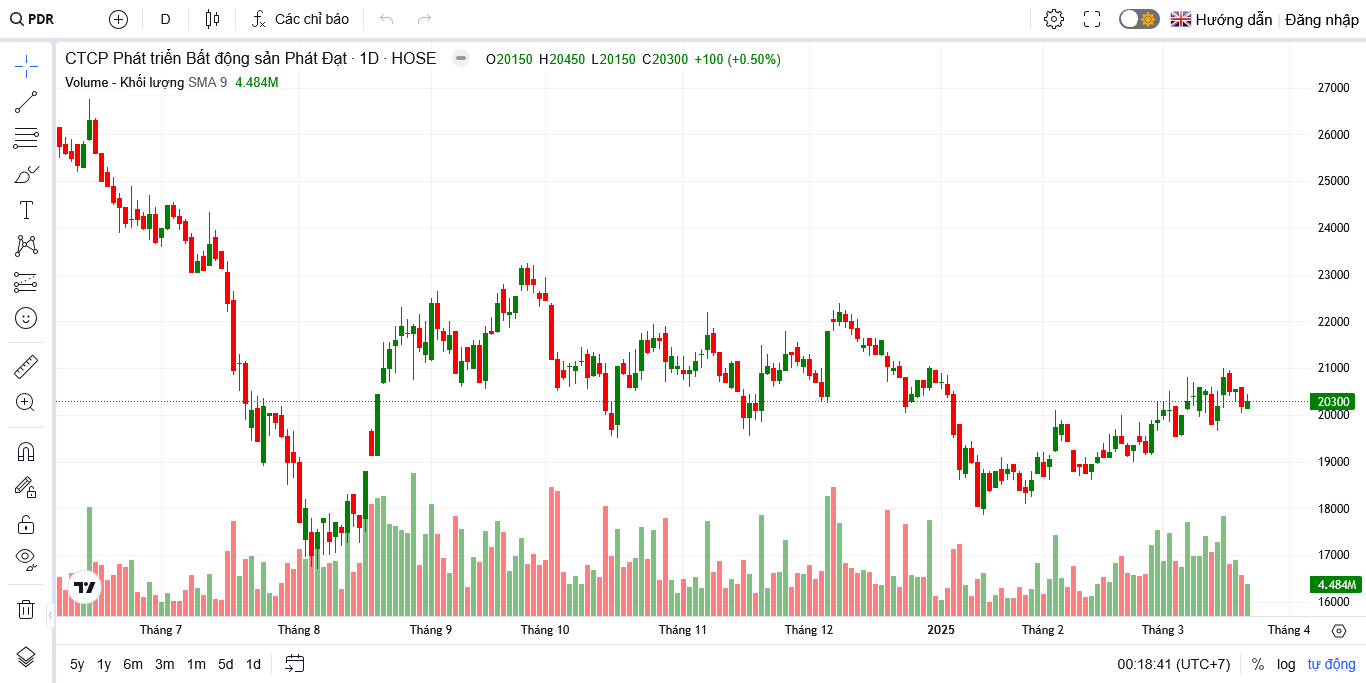 PDR D Các chỉ báo Hướng dẫn Đăng nhập
CTCP Phát triển Bất động sản Phát Đạt · 1D · HOSE O20150 H20450 L20150 C20300 +100 (+0.50%)
Volume - Khối lượng SMA 9 4.484M
27000
26000
25000
24000
23000
22000
21000
20300
20000
19000
18000
17000
4.484M
16000
Tháng 7 Tháng 8 Tháng 9 Tháng 10 Tháng 11 Tháng 12 2025 Tháng 2 Tháng 3 Tháng 4
5y 1y 6m 3m 1m 5d 1d 00:18:41 (UTC+7) % log tự động